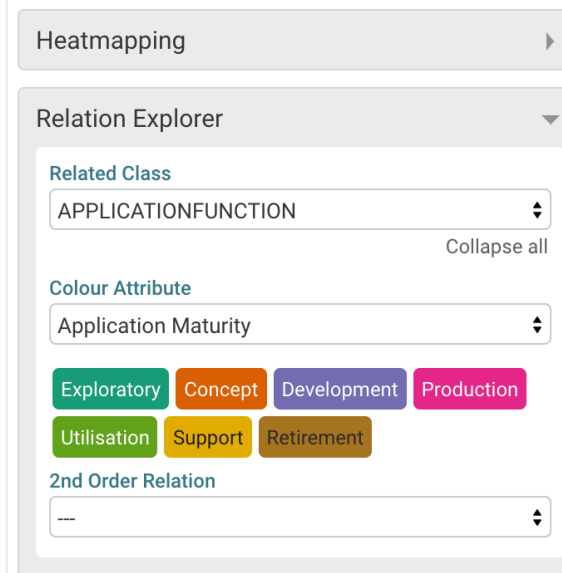 Heatmapping
Relation Explorer
Related Class
APPLICATIONFUNCTION
Collapse all
Colour Attribute
Application Maturity
Exploratory Concept Development Production
Utilisation Support Retirement
2nd Order Relation
---